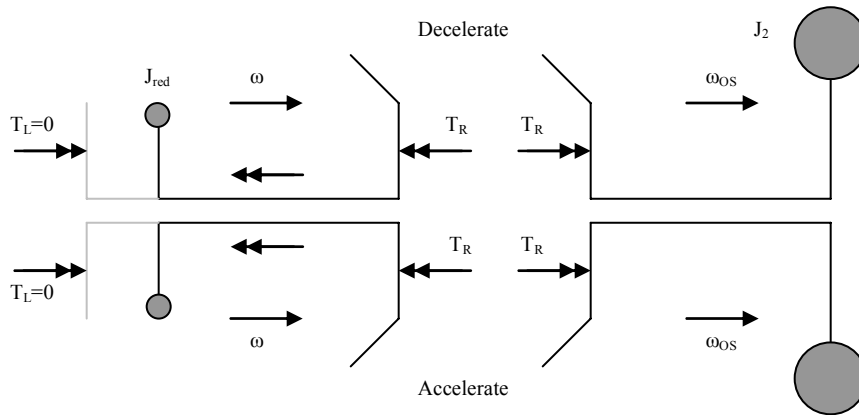 Decelerate
J₂
J_red
ω
ω_OS
T_L=0
T_R
T_R
T_R
T_R
T_L=0
ω
ω_OS
Accelerate